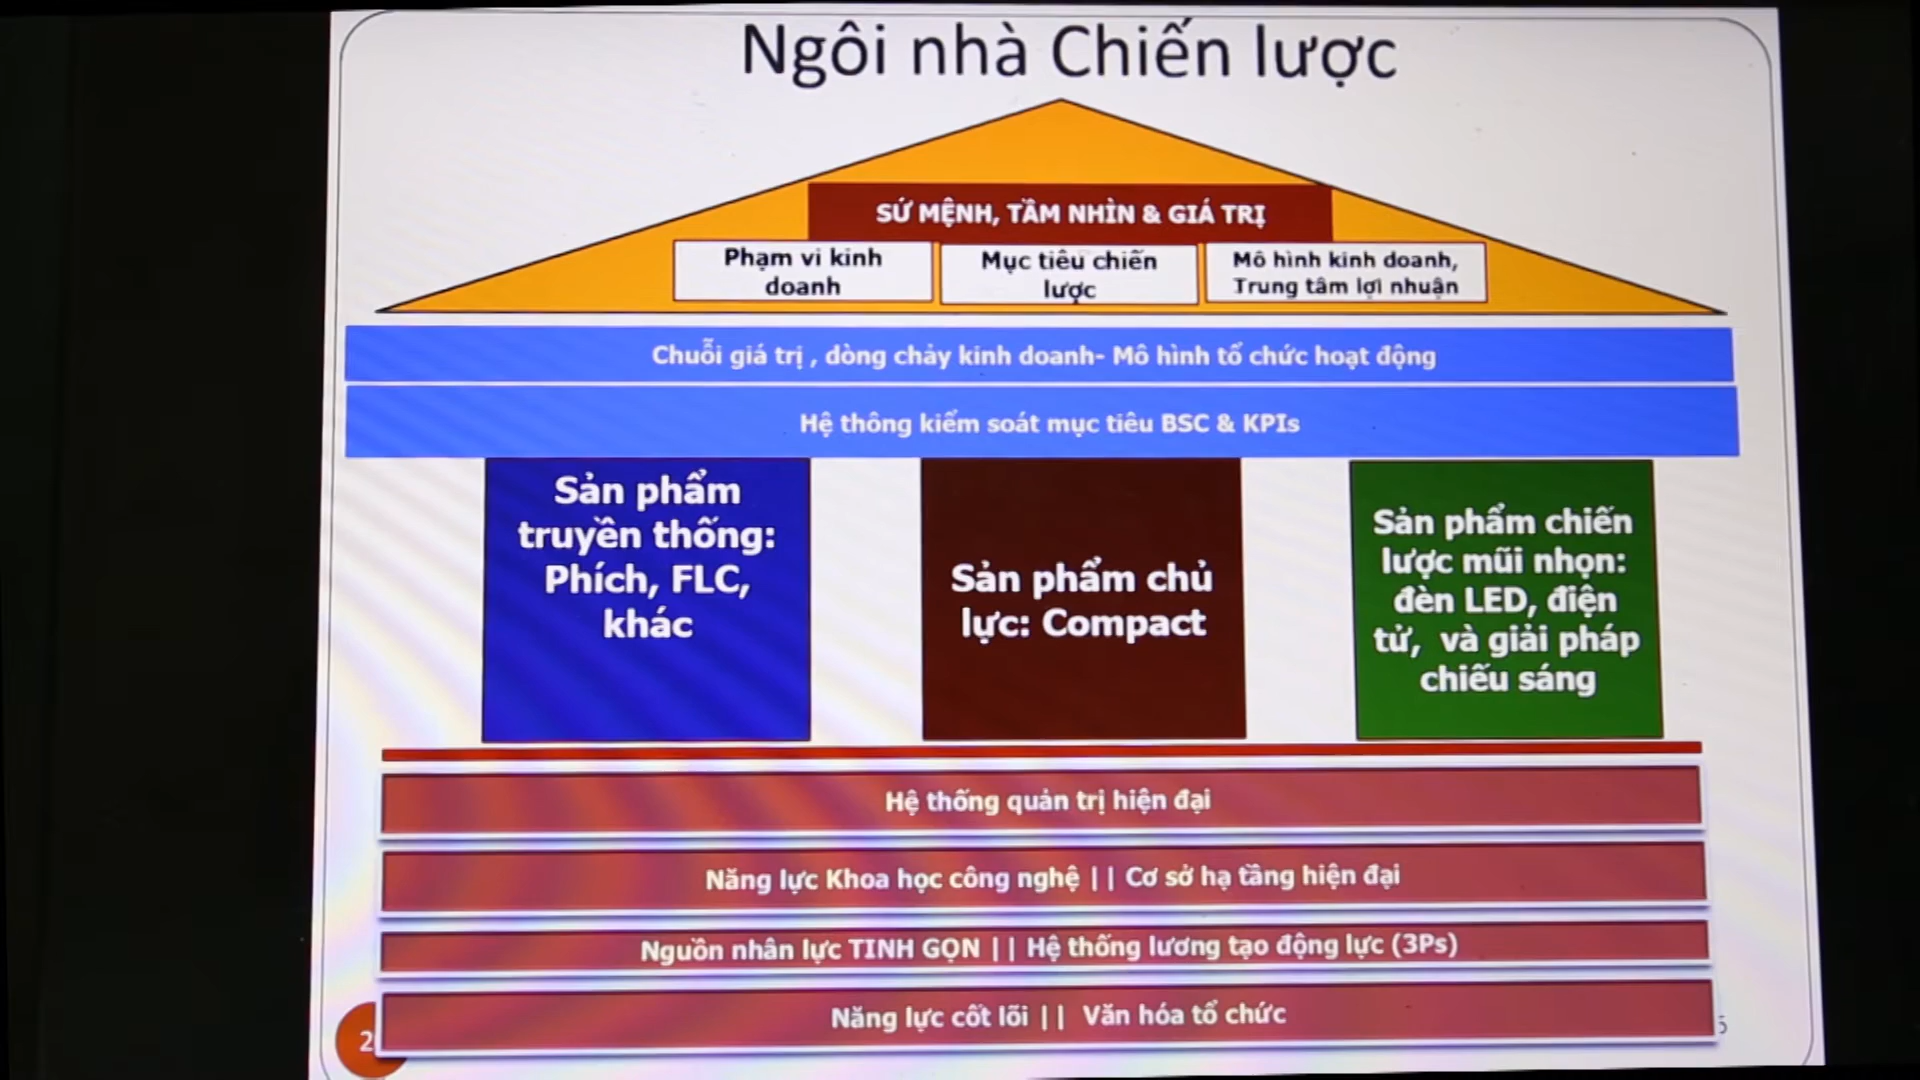 Ngôi nhà Chiến lược
SỨ MỆNH, TẦM NHÌN & GIÁ TRỊ
Phạm vi kinh
doanh
Mục tiêu chiến
lược
Mô hình kinh doanh,
Trung tâm lợi nhuận
Chuỗi giá trị , dòng chảy kinh doanh- Mô hình tổ chức hoạt động
Hệ thông kiểm soát mục tiêu BSC & KPIs
Sản phẩm
truyền thống:
Phích, FLC,
khác
Sản phẩm chủ
lực: Compact
Sản phẩm chiến
lược mũi nhọn:
đèn LED, điện
tử, và giải pháp
chiếu sáng
Hệ thống quản trị hiện đại
Năng lực Khoa học công nghệ || Cơ sở hạ tầng hiện đại
Nguồn nhân lực TINH GỌN || Hệ thống lương tạo động lực (3Ps)
Năng lực cốt lõi || Văn hóa tổ chức
2